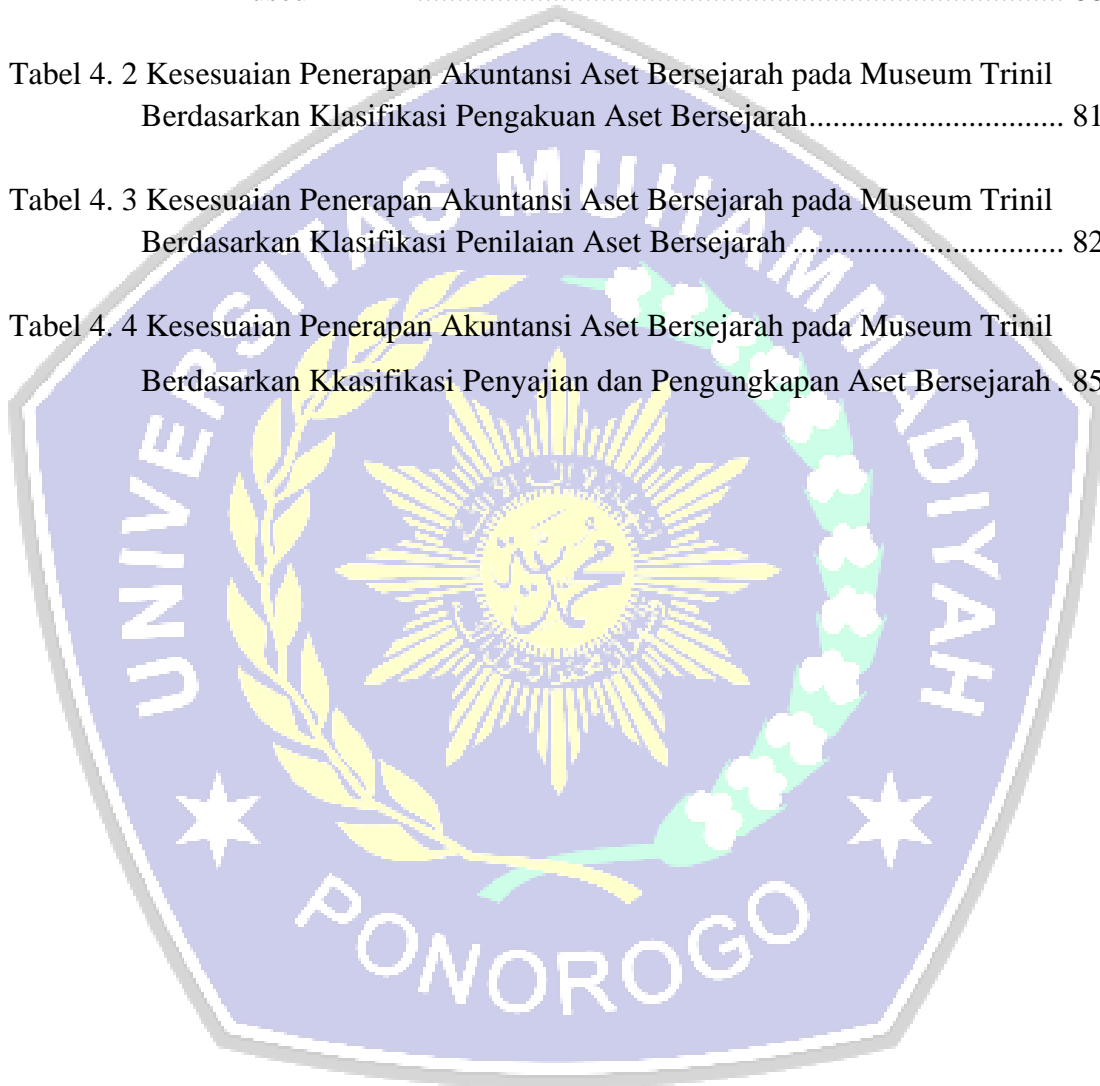 Tabel 4. 2 Kesesuaian Penerapan Akuntansi Aset Bersejarah pada Museum Trinil
Berdasarkan Klasifikasi Pengakuan Aset Bersejarah............................... 81
Tabel 4. 3 Kesesuaian Penerapan Akuntansi Aset Bersejarah pada Museum Trinil
Berdasarkan Klasifikasi Penilaian Aset Bersejarah ................................. 82
Tabel 4. 4 Kesesuaian Penerapan Akuntansi Aset Bersejarah pada Museum Trinil
Berdasarkan Kkasifikasi Penyajian dan Pengungkapan Aset Bersejarah . 85
UNIVERSITAS MUHAMMADIYAH
PONOROGO